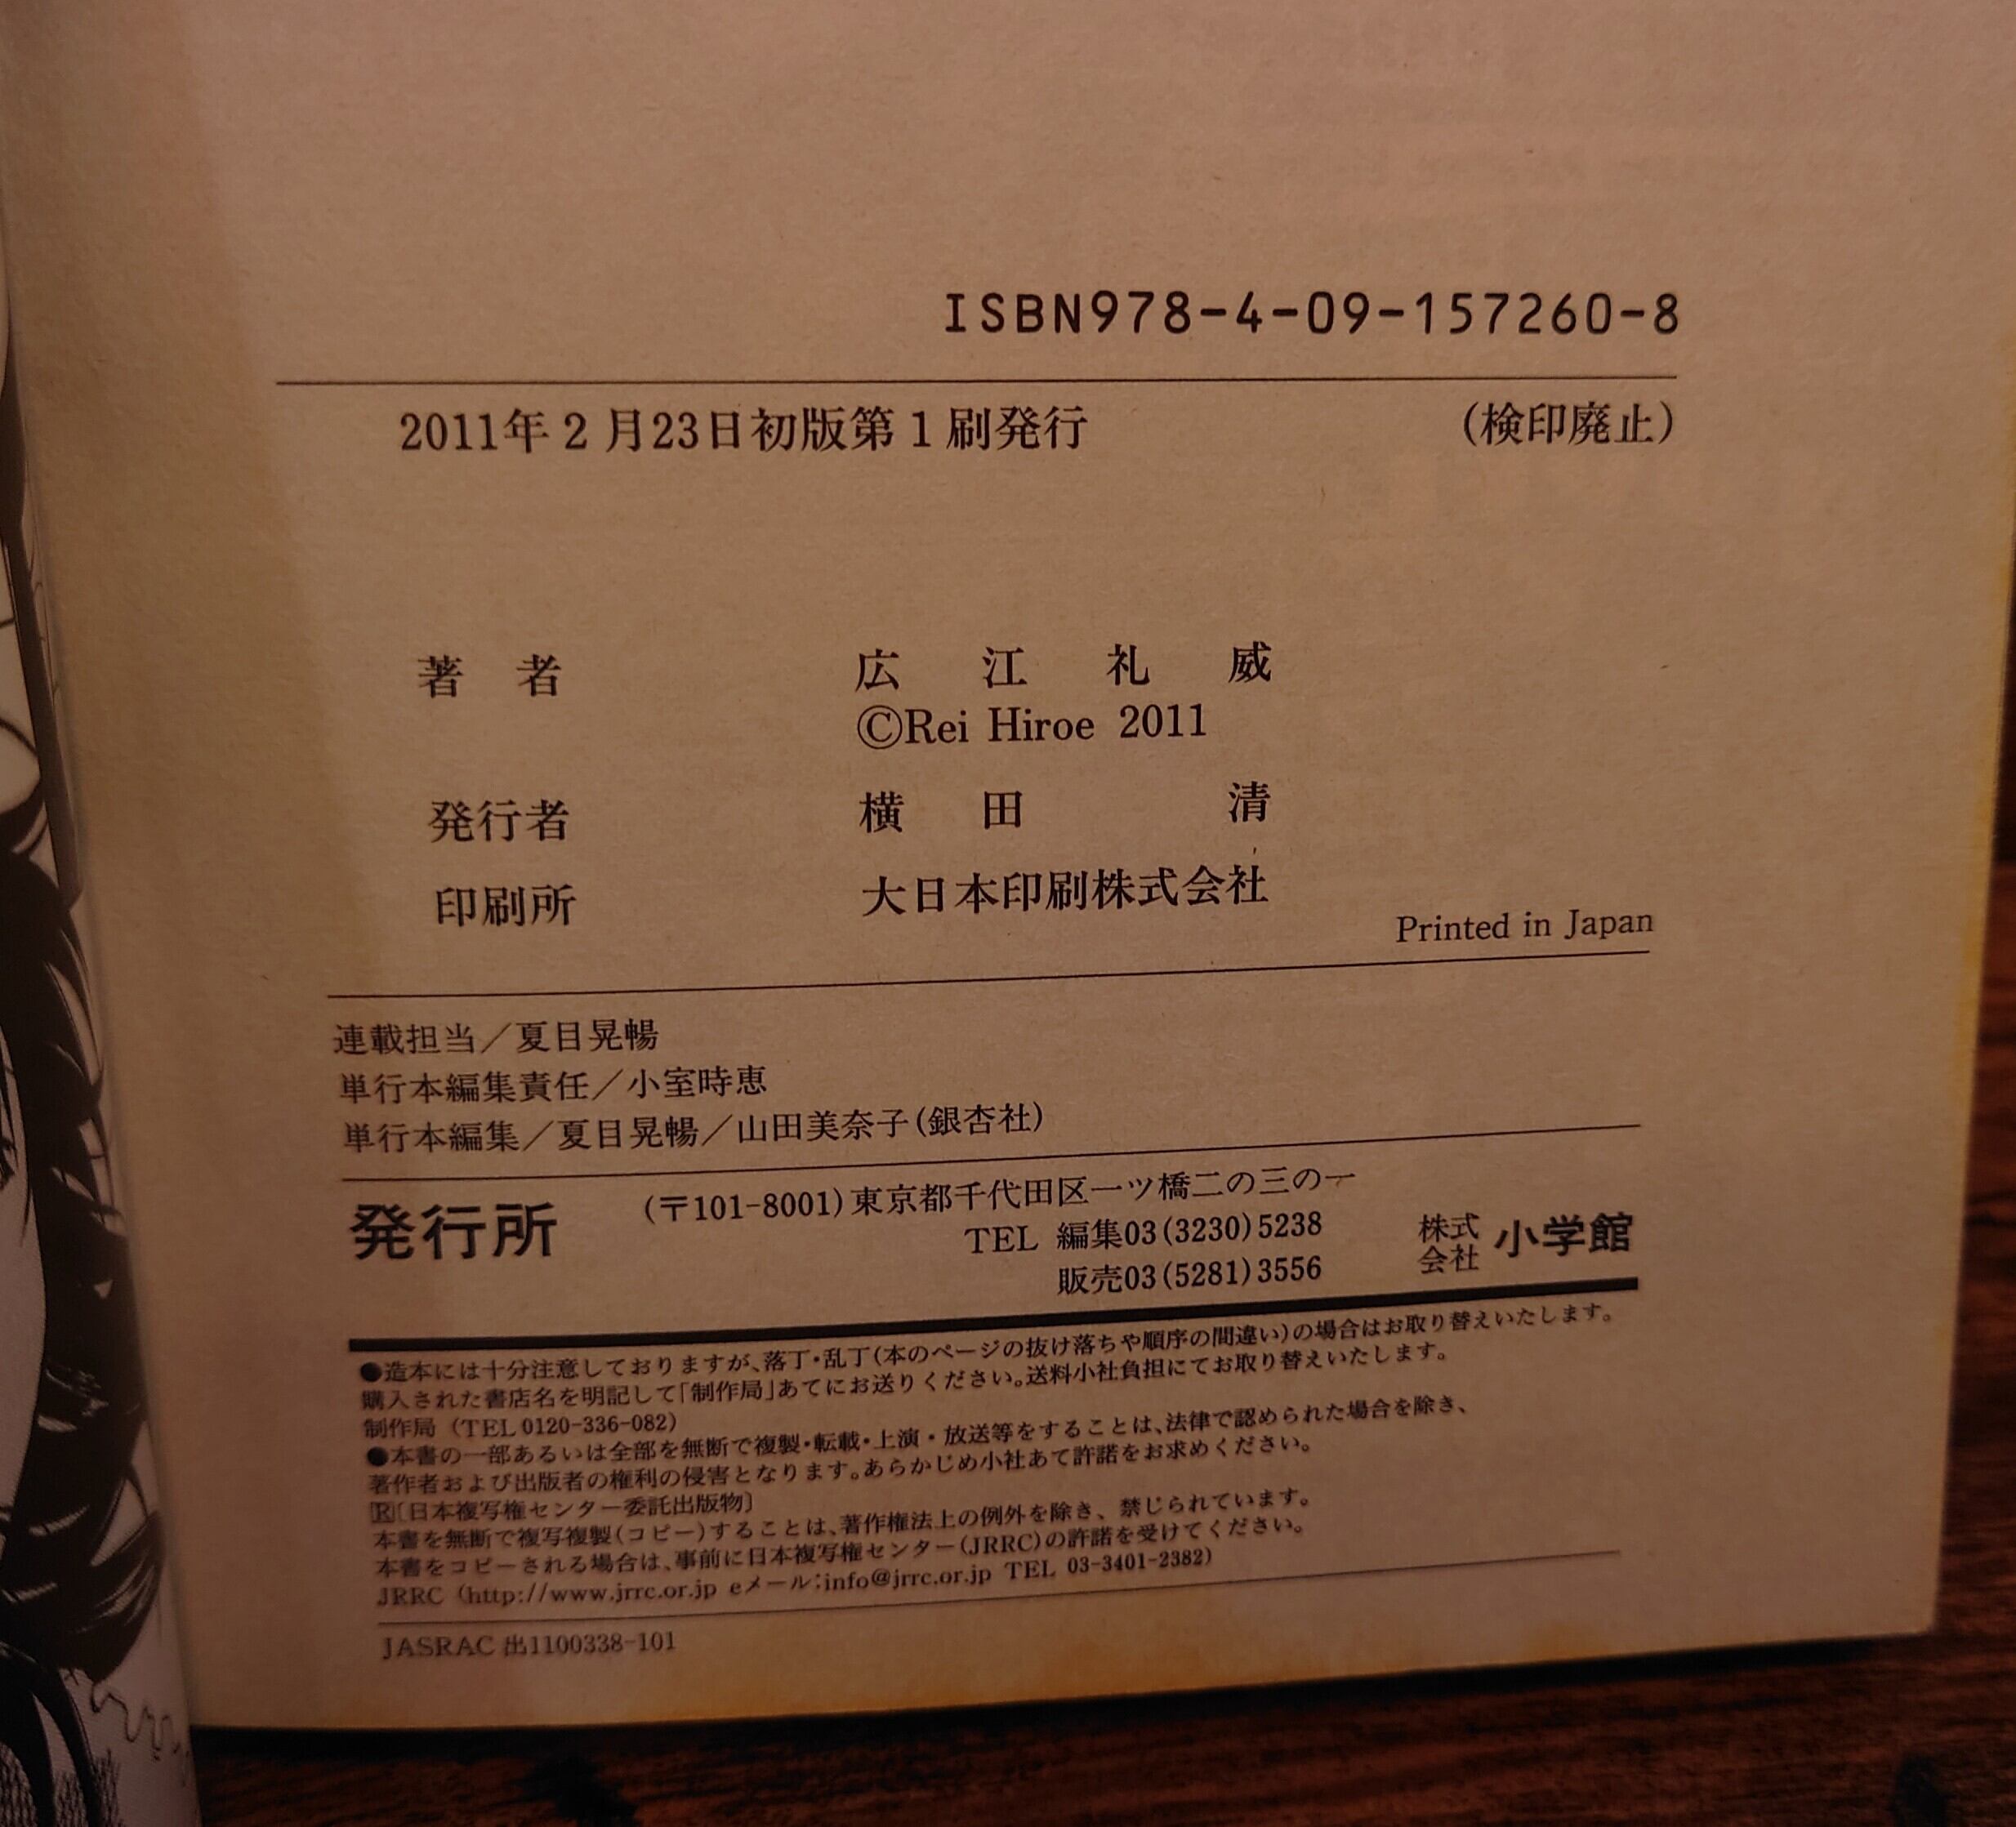 ISBN978-4-09-157260-8
2011年2月23日初版第1刷発行 (検印廃止)
著者 広江礼威
©Rei Hiroe 2011
発行者 横田清
印刷所 大日本印刷株式会社
Printed in Japan
連載担当／夏目晃暢
単行本編集責任／小室時恵
単行本編集／夏目晃暢／山田美奈子(銀杏社)
発行所 (〒101-8001)東京都千代田区一ツ橋二の三の一
TEL 編集03(3230)5238
販売03(5281)3556
株式会社 小学館
●造本には十分注意しておりますが、落丁・乱丁(本のページの抜け落ちや順序の間違い)の場合はお取り替えいたします。
購入された書店名を明記して「制作局」あてにお送りください。送料小社負担にてお取り替えいたします。
制作局 (TEL 0120-336-082)
●本書の一部あるいは全部を無断で複製・転載・上演・放送等をすることは、法律で認められた場合を除き、
著作者および出版者の権利の侵害となります。あらかじめ小社あて許諾をお求めください。
R〔日本複写権センター委託出版物〕
本書を無断で複写複製(コピー)することは、著作権法上の例外を除き、禁じられています。
本書をコピーされる場合は、事前に日本複写権センター(JRRC)の許諾を受けてください。
JRRC (http://www.jrrc.or.jp eメール:info@jrrc.or.jp TEL 03-3401-2382)
JASRAC 出1100338-101